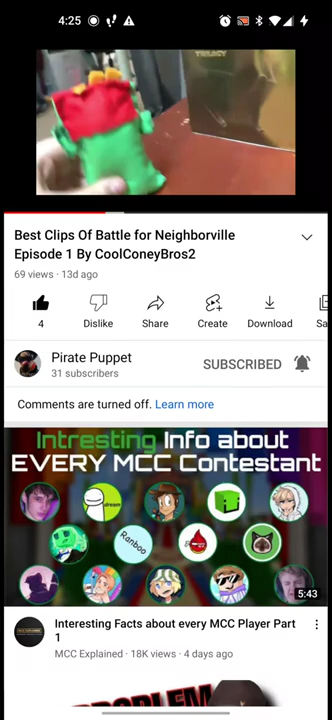 4:25
TRILOGY
Best Clips Of Battle for Neighborville
Episode 1 By CoolConeyBros2
69 views · 13d ago
4 Dislike Share Create Download Sa
Pirate Puppet
31 subscribers
SUBSCRIBED
Comments are turned off. Learn more
Intresting Info about
EVERY MCC Contestant
dream
Ranboo
5:43
Interesting Facts about every MCC Player Part
1
MCC Explained · 18K views · 4 days ago
PROBLEM